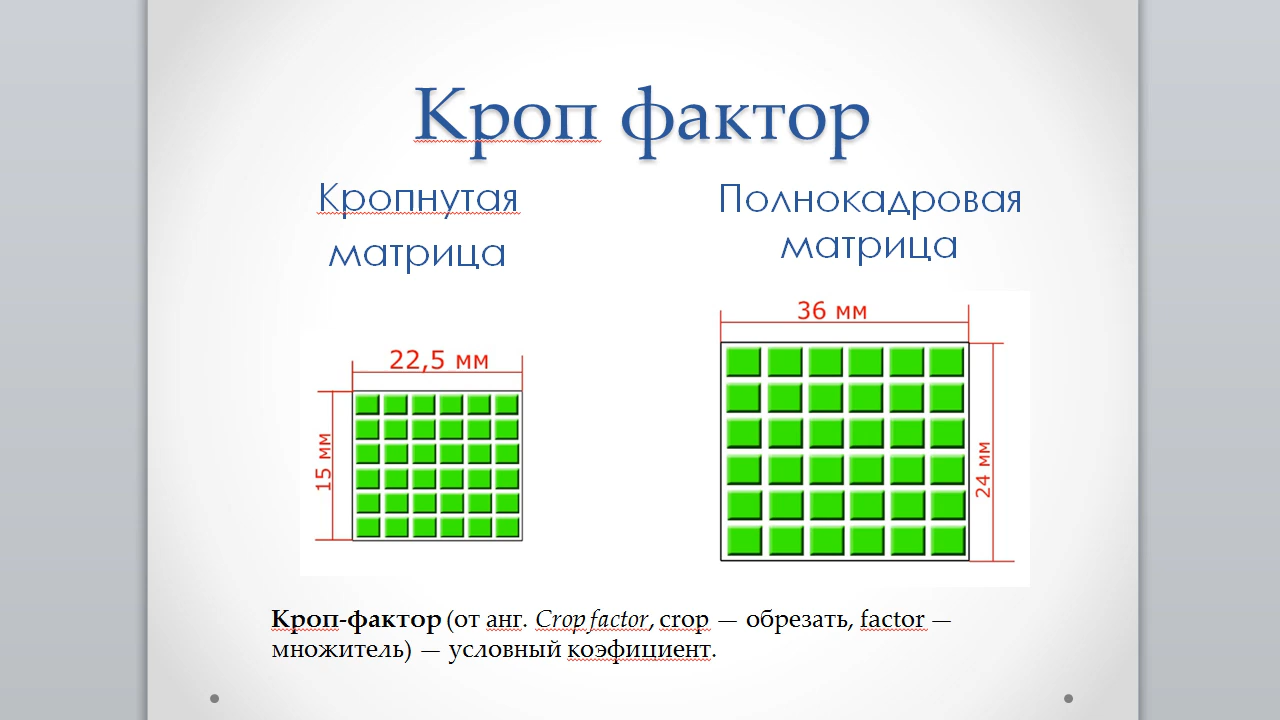 Кроп фактор
Кропнутая
матрица
Полнокадровая
матрица
22,5 мм
15 мм
36 мм
24 мм
Кроп-фактор (от анг. Crop factor, crop — обрезать, factor —
множитель) — условный коэфициент.